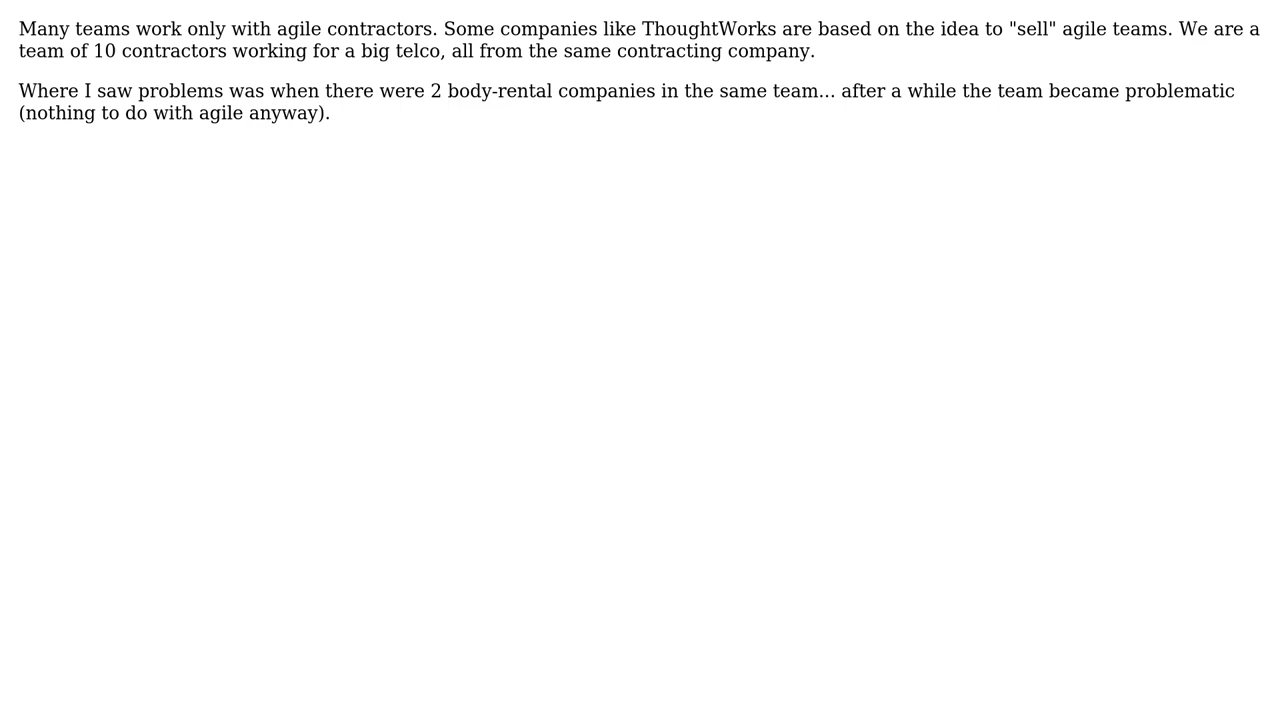 Many teams work only with agile contractors. Some companies like ThoughtWorks are based on the idea to "sell" agile teams. We are a
team of 10 contractors working for a big telco, all from the same contracting company.
Where I saw problems was when there were 2 body-rental companies in the same team... after a while the team became problematic
(nothing to do with agile anyway).